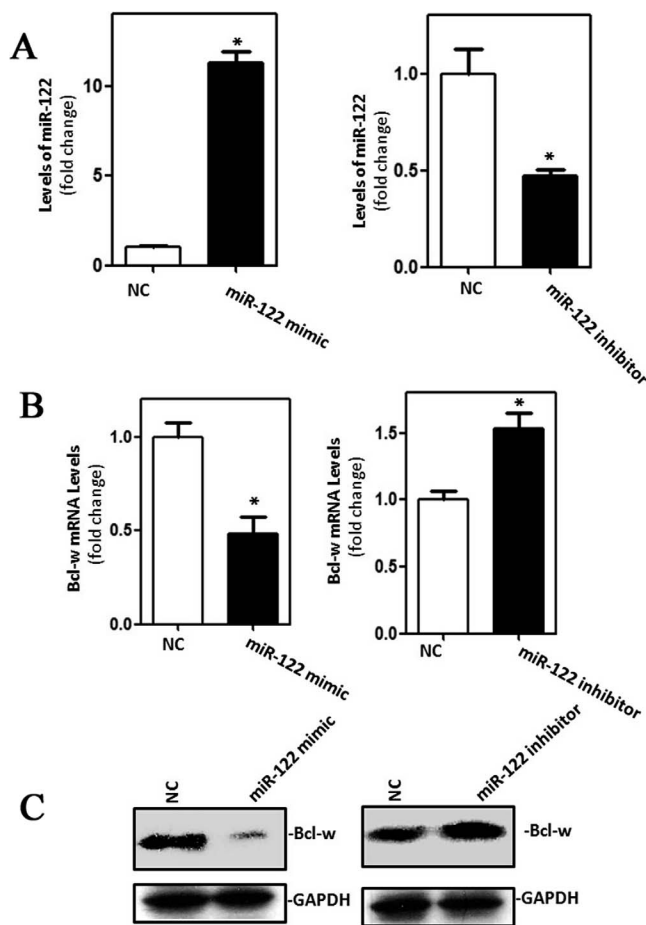 A
Levels of miR-122
(fold change)
10
5
0
*
NC
miR-122 mimic
Levels of miR-122
(fold change)
1.0
0.5
0.0
*
NC
miR-122 inhibitor
B
Bcl-w mRNA Levels
(fold change)
1.0
0.5
0.0
*
NC
miR-122 mimic
Bcl-w mRNA Levels
(fold change)
1.5
1.0
0.5
0.0
*
NC
miR-122 inhibitor
C
NC
miR-122 mimic
-Bcl-w
-GAPDH
NC
miR-122 inhibitor
-Bcl-w
-GAPDH